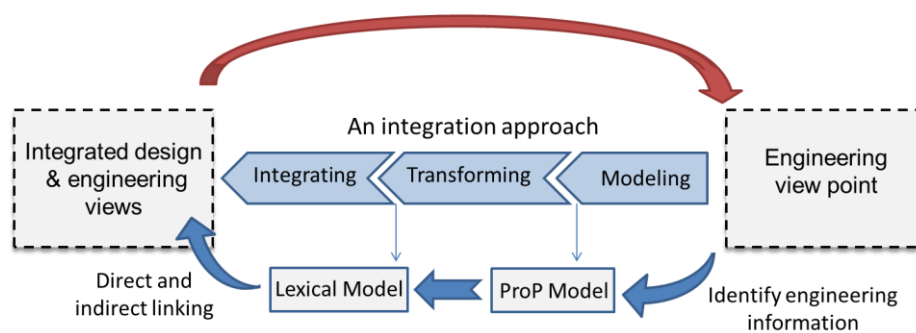 An integration approach
Integrated design
& engineering
views
Integrating
Transforming
Modeling
Engineering
view point
Direct and
indirect linking
Lexical Model
ProP Model
Identify engineering
information